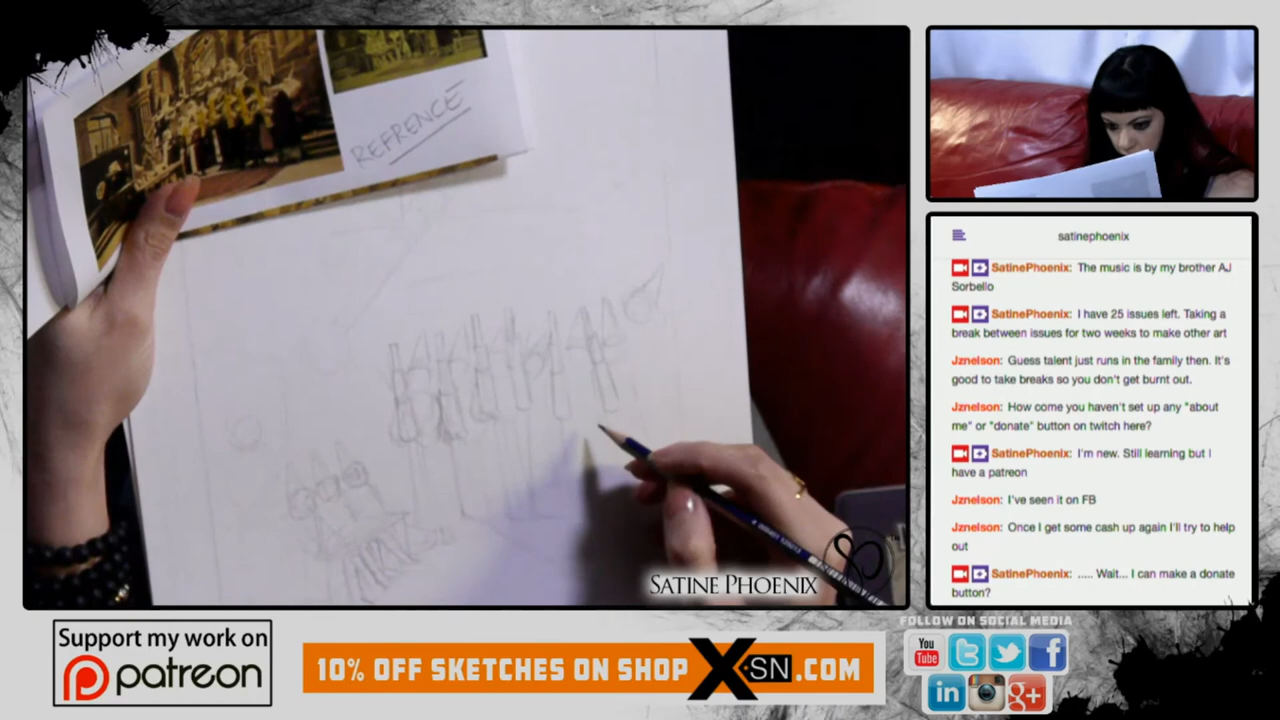 REFRENCE
SATINE PHOENIX
satinephoenix
SatinePhoenix: The music is by my brother AJ
Sorbello
SatinePhoenix: I have 25 issues left. Taking a
break between issues for two weeks to make other art
Jznelson: Guess talent just runs in the family then. It's
good to take breaks so you don't get burnt out.
Jznelson: How come you haven't set up any "about
me" or "donate" button on twitch here?
SatinePhoenix: I'm new. Still learning but I
have a patreon
Jznelson: I've seen it on FB
Jznelson: Once I get some cash up again I'll try to help
out
SatinePhoenix: ..... Wait... I can make a donate
button?
Support my work on
patreon
10% OFF SKETCHES ON SHOP X-SN.COM
FOLLOW ON SOCIAL MEDIA
You
Tube
t
f
in
g+